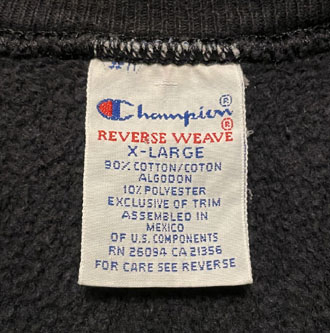 Champion®
REVERSE WEAVE®
X-LARGE
90% COTTON/COTON
ALGODON
10% POLYESTER
EXCLUSIVE OF TRIM
ASSEMBLED IN
MEXICO
OF U.S. COMPONENTS
RN 26094 CA 21356
FOR CARE SEE REVERSE